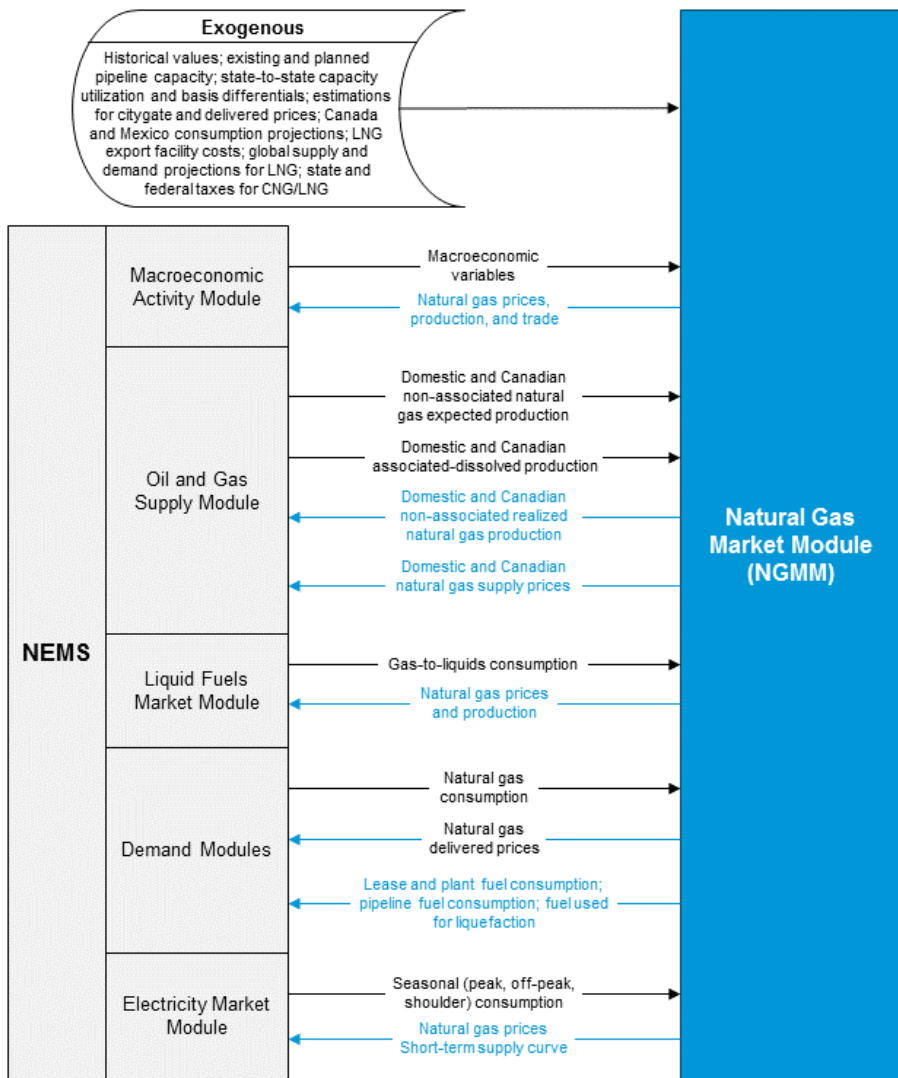 Exogenous
Historical values; existing and planned
pipeline capacity; state-to-state capacity
utilization and basis differentials; estimations
for citygate and delivered prices; Canada
and Mexico consumption projections; LNG
export facility costs; global supply and
demand projections for LNG; state and
federal taxes for CNG/LNG
NEMS
Macroeconomic
Activity Module
Macroeconomic
variables
Natural gas prices,
production, and trade
Oil and Gas
Supply Module
Domestic and Canadian
non-associated natural
gas expected production
Domestic and Canadian
associated-dissolved production
Domestic and Canadian
non-associated realized
natural gas production
Domestic and Canadian
natural gas supply prices
Liquid Fuels
Market Module
Gas-to-liquids consumption
Natural gas prices
and production
Demand Modules
Natural gas
consumption
Natural gas
delivered prices
Lease and plant fuel consumption;
pipeline fuel consumption; fuel used
for liquefaction
Electricity Market
Module
Seasonal (peak, off-peak,
shoulder) consumption
Natural gas prices
Short-term supply curve
Natural Gas
Market Module
(NGMM)